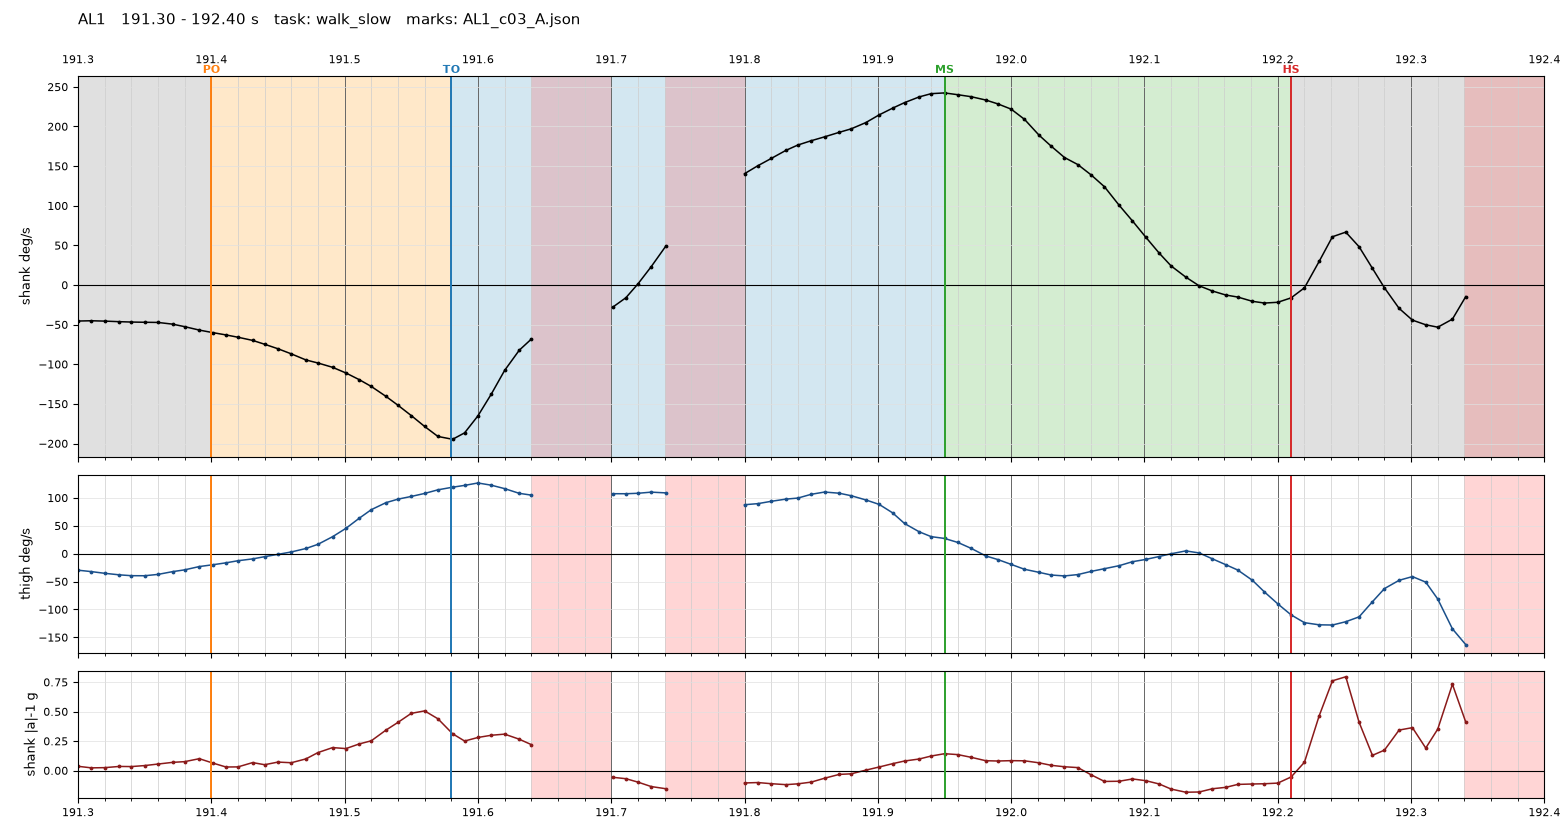 AL1   191.30 - 192.40 s   task: walk_slow   marks: AL1_c03_A.json
191.3 191.4 191.5 191.6 191.7 191.8 191.9 192.0 192.1 192.2 192.3 192.4
PO TO MS HS
shank deg/s
250
200
150
100
50
0
−50
−100
−150
−200
thigh deg/s
100
50
0
−50
−100
−150
shank |a|-1 g
0.75
0.50
0.25
0.00
191.3 191.4 191.5 191.6 191.7 191.8 191.9 192.0 192.1 192.2 192.3 192.4